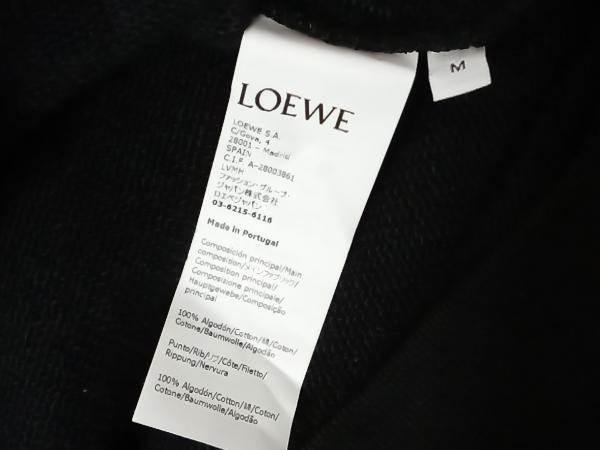 LOEWE
LOEWE S.A.
C/Goya, 4
28001 - Madrid
SPAIN
C.I.F. A-28003861
LVMH
ファッション・グループ・
ジャパン株式会社
ロエベジャパン
03-6215-6116
Made in Portugal
Composición principal/Main
composition/メインファブリック/
Composition principal/
Composizione principale/
Hauptgewebe/Composição
principal
100% Algodón/Cotton/綿/Coton/
Cotone/Baumwolle/Algodão
Punto/Rib/リブ/Côte/Filetto/
Rippung/Nervura
100% Algodón/Cotton/綿/Coton/
Cotone/Baumwolle/Algodão
M